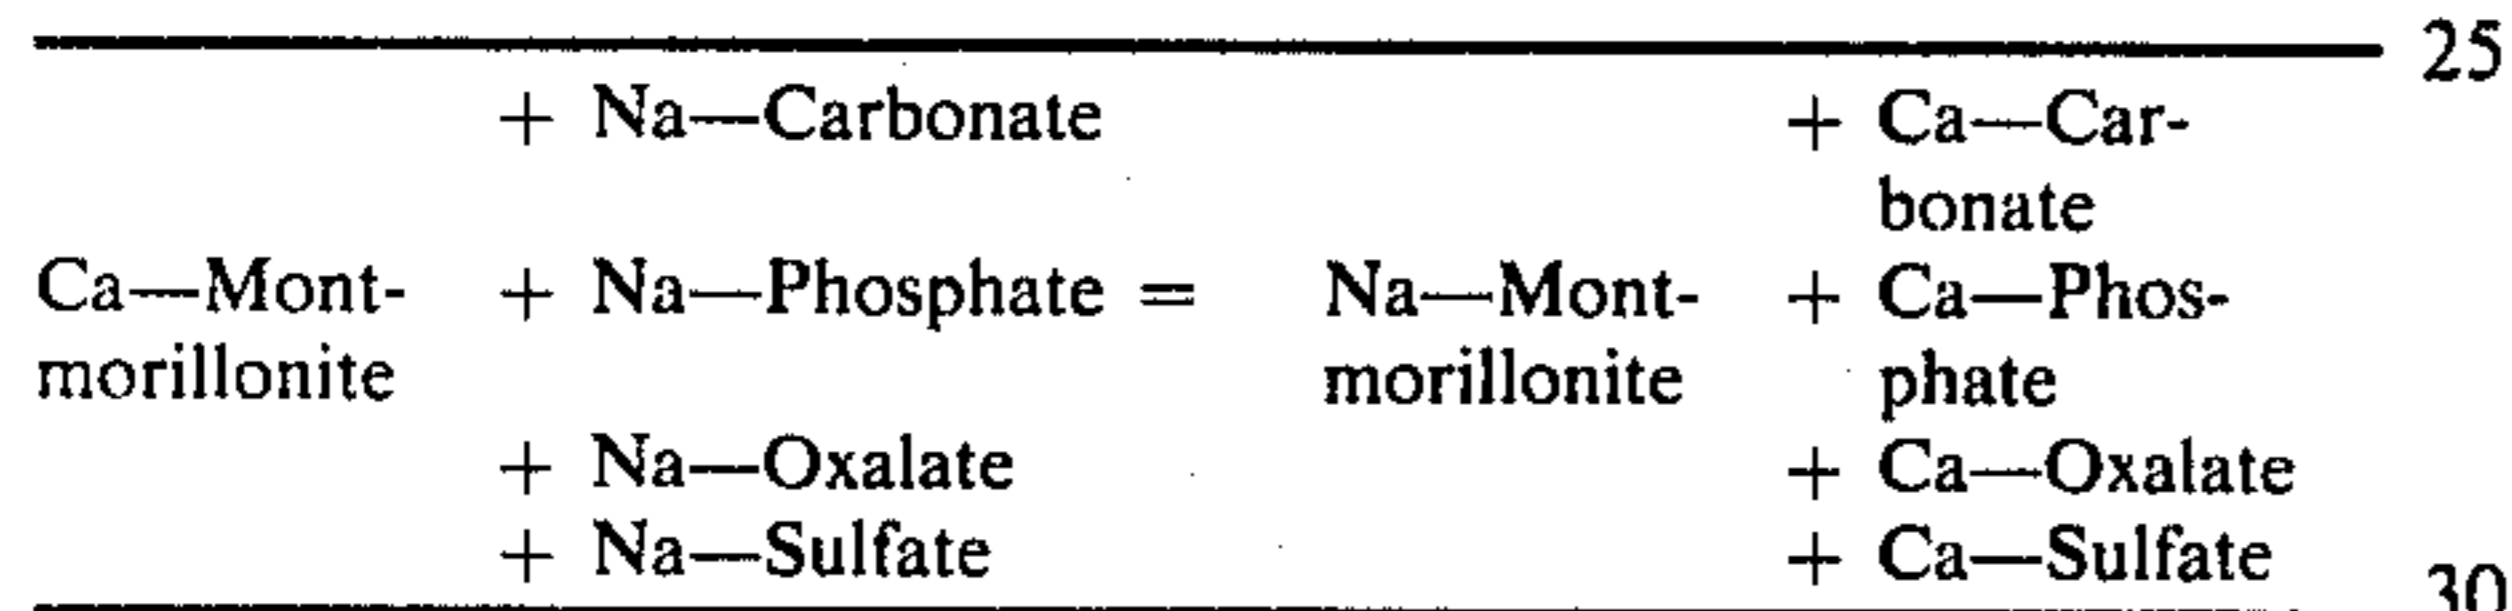 25
+ Na—Carbonate + Ca—Car-
bonate
Ca—Mont- + Na—Phosphate = Na—Mont- + Ca—Phos-
morillonite morillonite phate
+ Na—Oxalate + Ca—Oxalate
+ Na—Sulfate + Ca—Sulfate
30